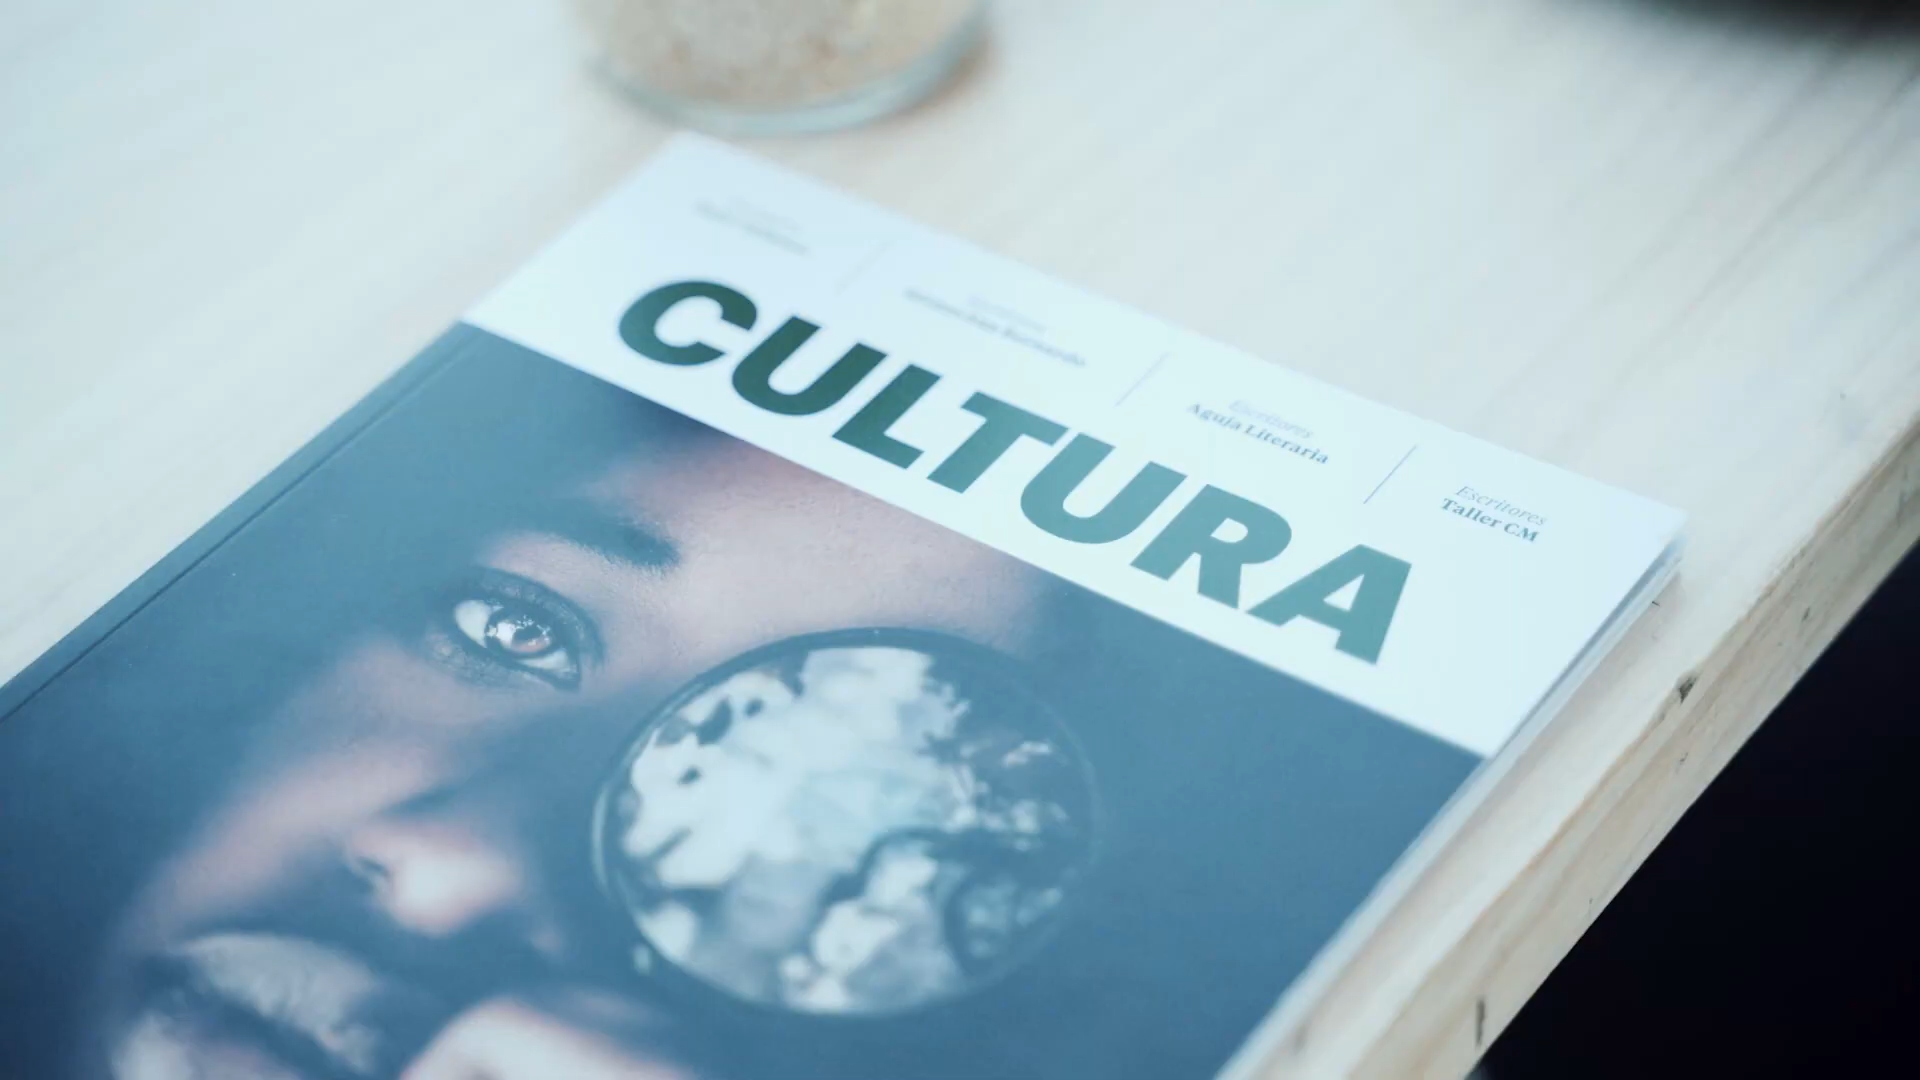 CULTURA
Escritores
Aguja Literaria
Escritores
Taller CM